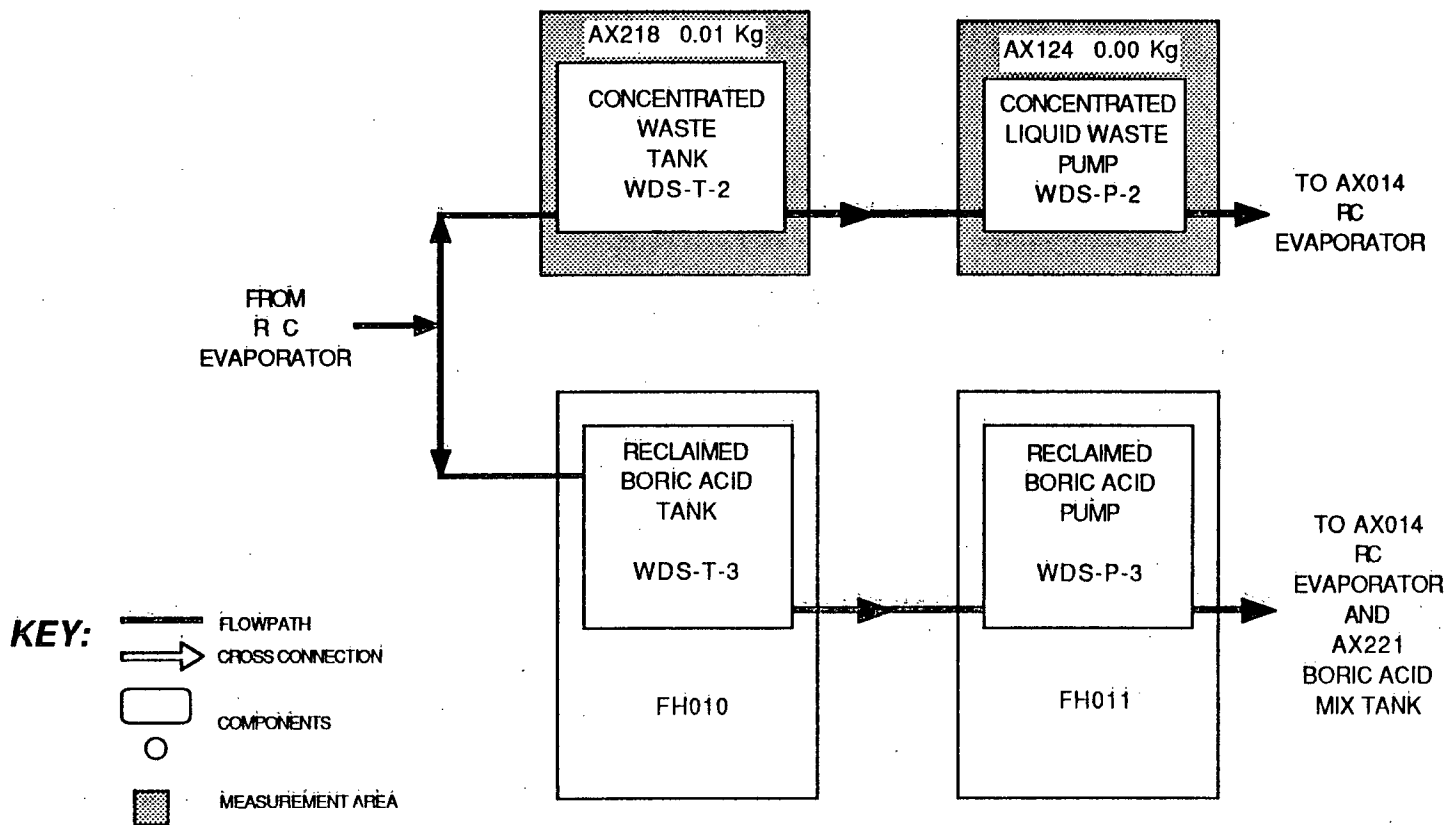 AX218 0.01 Kg
CONCENTRATED
WASTE
TANK
WDS-T-2
AX124 0.00 Kg
CONCENTRATED
LIQUID WASTE
PUMP
WDS-P-2
TO AX014
RC
EVAPORATOR
FROM
R C
EVAPORATOR
RECLAIMED
BORIC ACID
TANK
WDS-T-3
FH010
RECLAIMED
BORIC ACID
PUMP
WDS-P-3
FH011
TO AX014
RC
EVAPORATOR
AND
AX221
BORIC ACID
MIX TANK
KEY:
FLOWPATH
CROSS CONNECTION
COMPONENTS
MEASUREMENT AREA